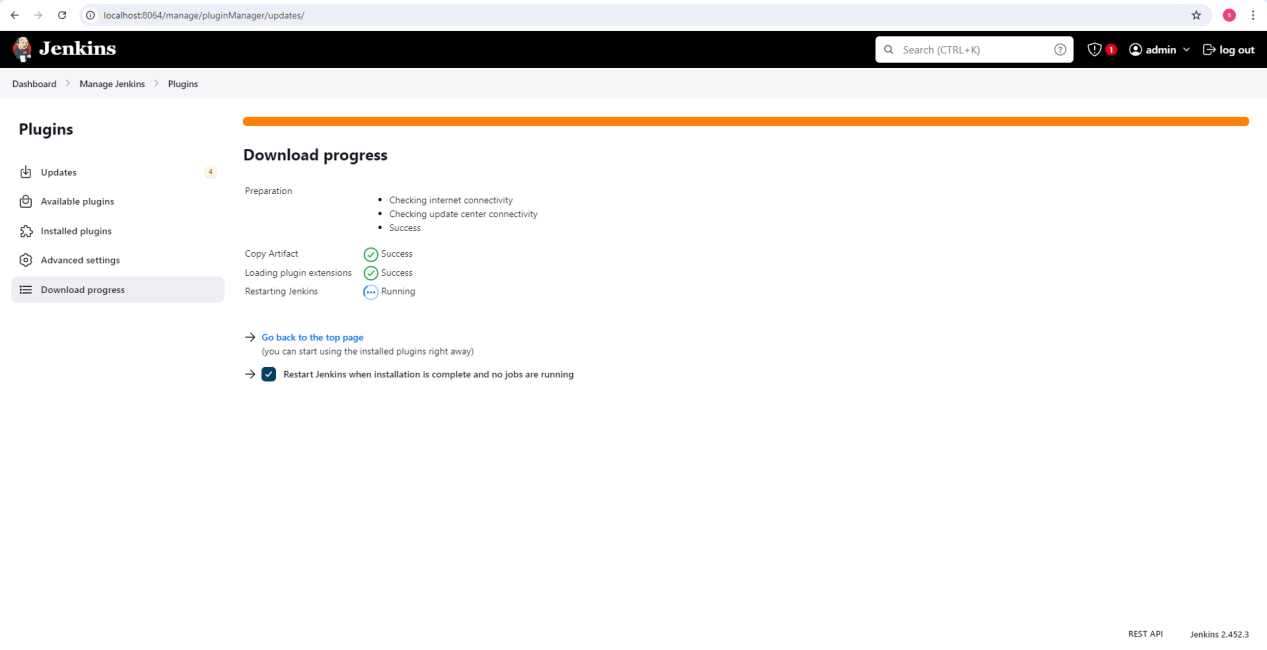 localhost:8064/manage/pluginManager/updates/
S
Jenkins
Search (CTRL+K)
?
1
admin
log out
Dashboard > Manage Jenkins > Plugins
Plugins
Updates 4
Available plugins
Installed plugins
Advanced settings
Download progress
Download progress
Preparation
• Checking internet connectivity
• Checking update center connectivity
• Success
Copy Artifact Success
Loading plugin extensions Success
Restarting Jenkins Running
→ Go back to the top page
(you can start using the installed plugins right away)
→ Restart Jenkins when installation is complete and no jobs are running
REST API Jenkins 2.452.3